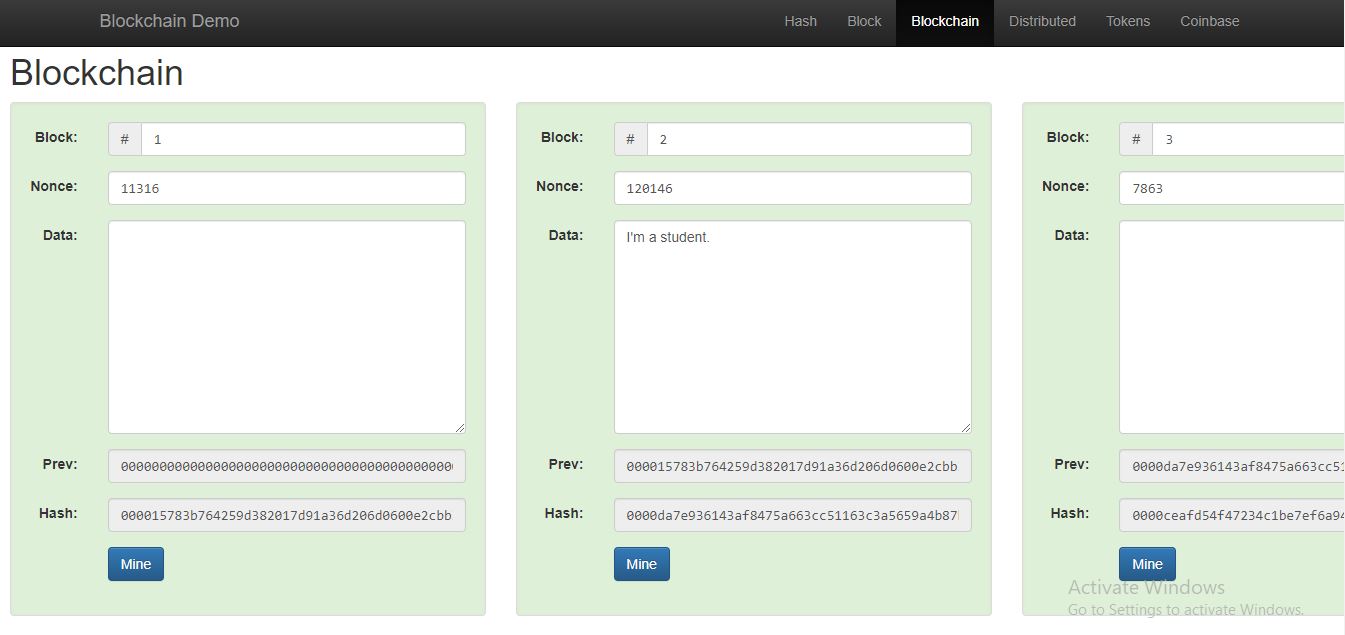 Blockchain Demo Hash Block Blockchain Distributed Tokens Coinbase
Blockchain
Block: # 1
Nonce: 11316
Data:
Prev: 00000000000000000000000000000000000000000000
Hash: 000015783b764259d382017d91a36d206d0600e2cbb
Mine
Block: # 2
Nonce: 120146
Data: I'm a student.
Prev: 000015783b764259d382017d91a36d206d0600e2cbb
Hash: 0000da7e936143af8475a663cc51163c3a5659a4b87
Mine
Block: # 3
Nonce: 7863
Data:
Prev: 0000da7e936143af8475a663cc51
Hash: 0000ceafd54f47234c1be7ef6a94
Mine
Activate Windows
Go to Settings to activate Windows.